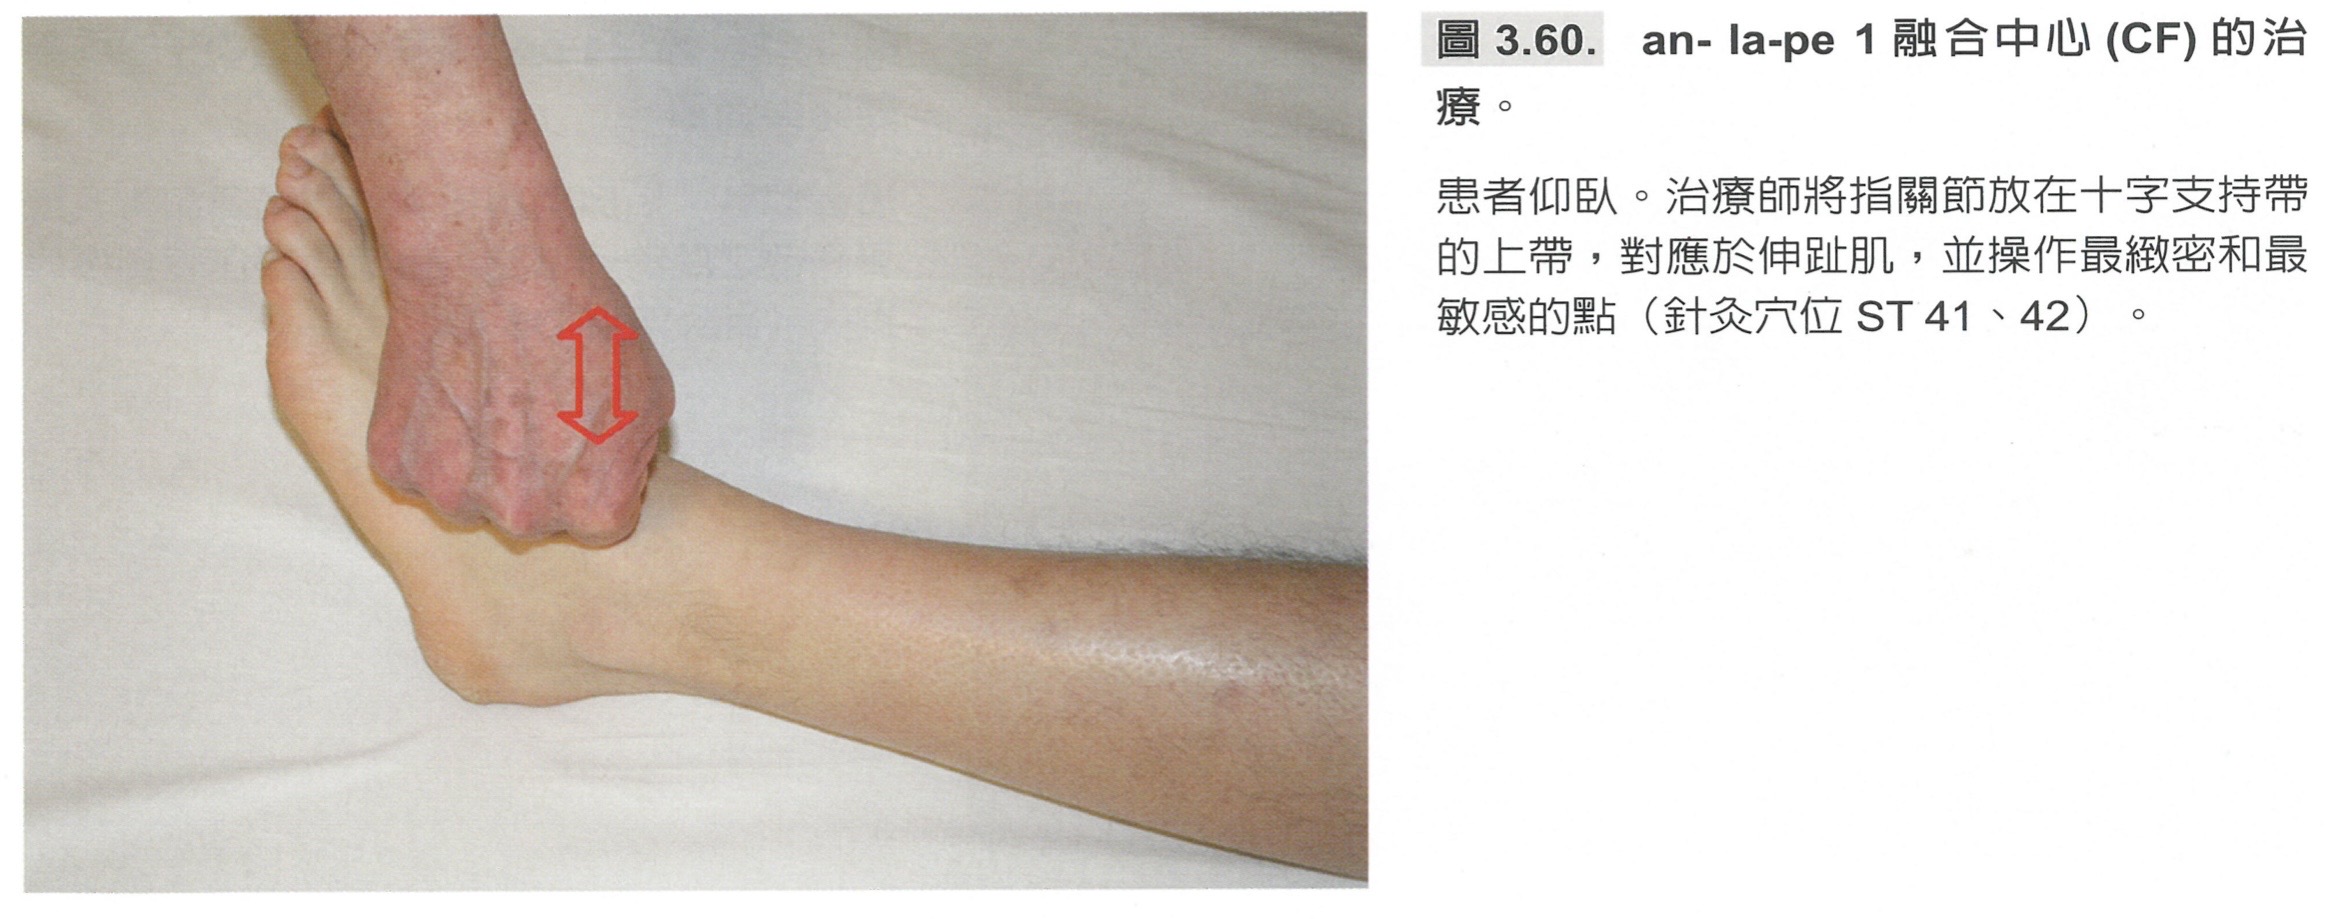 圖 3.60. an- la-pe 1 融合中心 (CF) 的治
療。
患者仰臥。治療師將指關節放在十字支持帶
的上帶，對應於伸趾肌，並操作最緻密和最
敏感的點（針灸穴位 ST 41、42）。